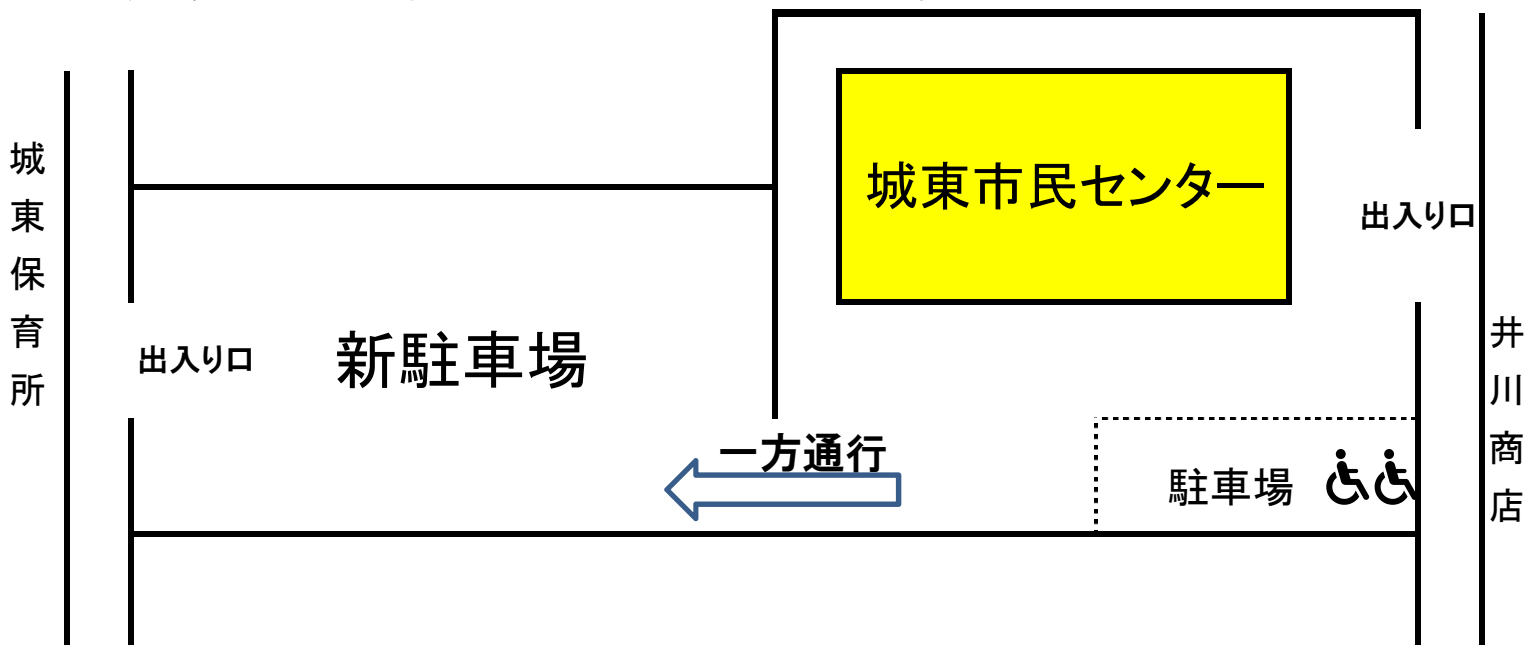 城東保育所
城東市民センター
出入り口
出入り口
新駐車場
井川商店
一方通行
駐車場